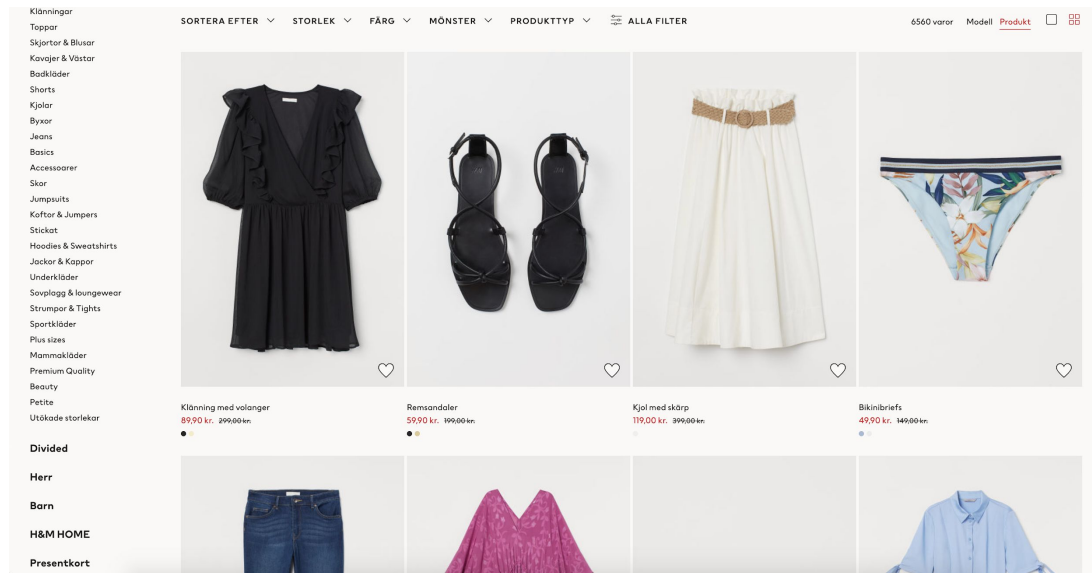 Klänningar
Toppar
Skjortor & Blusar
Kavajer & Västar
Badkläder
Shorts
Kjolar
Byxor
Jeans
Basics
Accessoarer
Skor
Jumpsuits
Koftor & Jumpers
Stickat
Hoodies & Sweatshirts
Jackor & Kappor
Underkläder
Sovplagg & loungewear
Strumpor & Tights
Sportkläder
Plus sizes
Mammakläder
Premium Quality
Beauty
Petite
Utökade storlekar
Divided
Herr
Barn
H&M HOME
Presentkort
SORTERA EFTER STORLEK FÄRG MÖNSTER PRODUKTTYP ALLA FILTER
6560 varor Modell Produkt
Klänning med volanger
89,90 kr. 299,00 kr.
Remsandaler
59,90 kr. 199,00 kr.
Kjol med skärp
119,00 kr. 399,00 kr.
Bikinibriefs
49,90 kr. 149,00 kr.